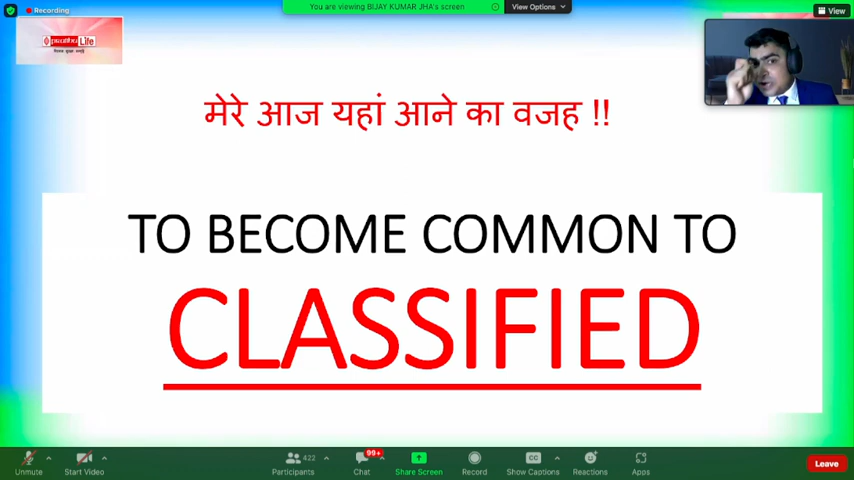 Recording
You are viewing BIJAY KUMAR JHA's screen
View Options
View
Life
मेरे आज यहां आने का वजह !!
TO BECOME COMMON TO
CLASSIFIED
Unmute
Start Video
422
Participants
99+
Chat
Share Screen
Record
CC
Show Captions
Reactions
Apps
Leave